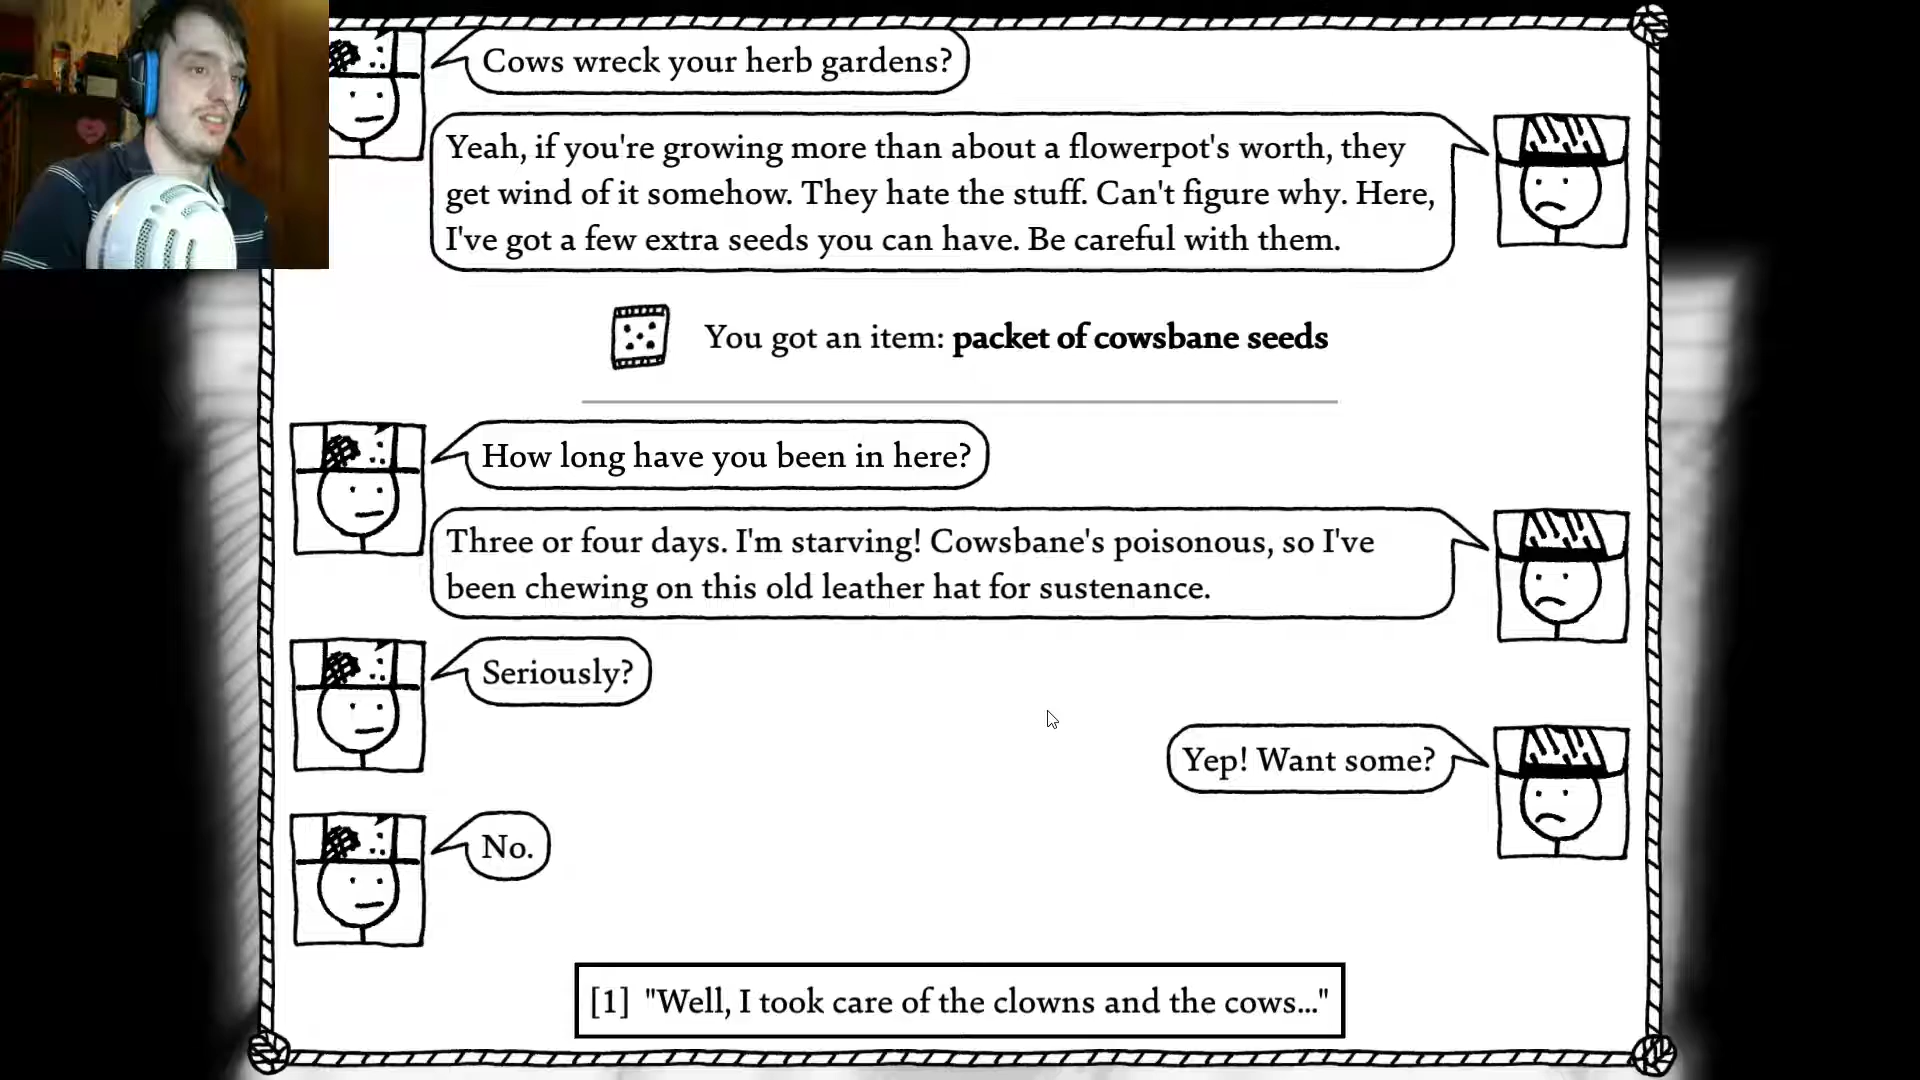 Cows wreck your herb gardens?
Yeah, if you're growing more than about a flowerpot's worth, they
get wind of it somehow. They hate the stuff. Can't figure why. Here,
I've got a few extra seeds you can have. Be careful with them.
You got an item: packet of cowsbane seeds
How long have you been in here?
Three or four days. I'm starving! Cowsbane's poisonous, so I've
been chewing on this old leather hat for sustenance.
Seriously?
Yep! Want some?
No.
[1] "Well, I took care of the clowns and the cows..."